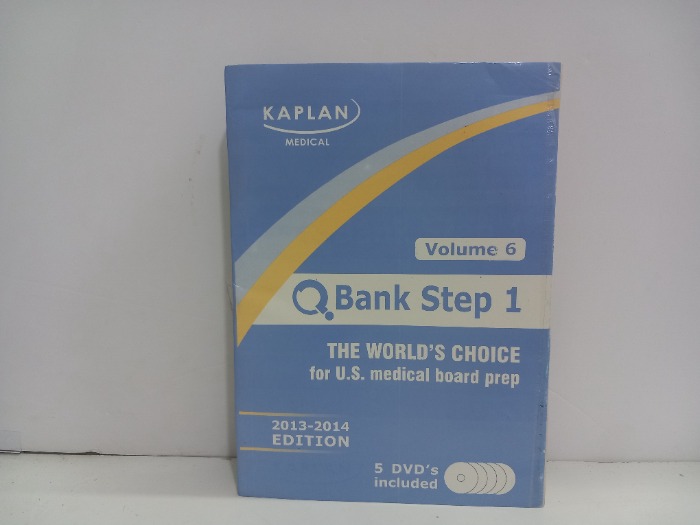 KAPLAN
MEDICAL
Volume 6
QBank Step 1
THE WORLD'S CHOICE
for U.S. medical board prep
2013-2014
EDITION
5 DVD's
included